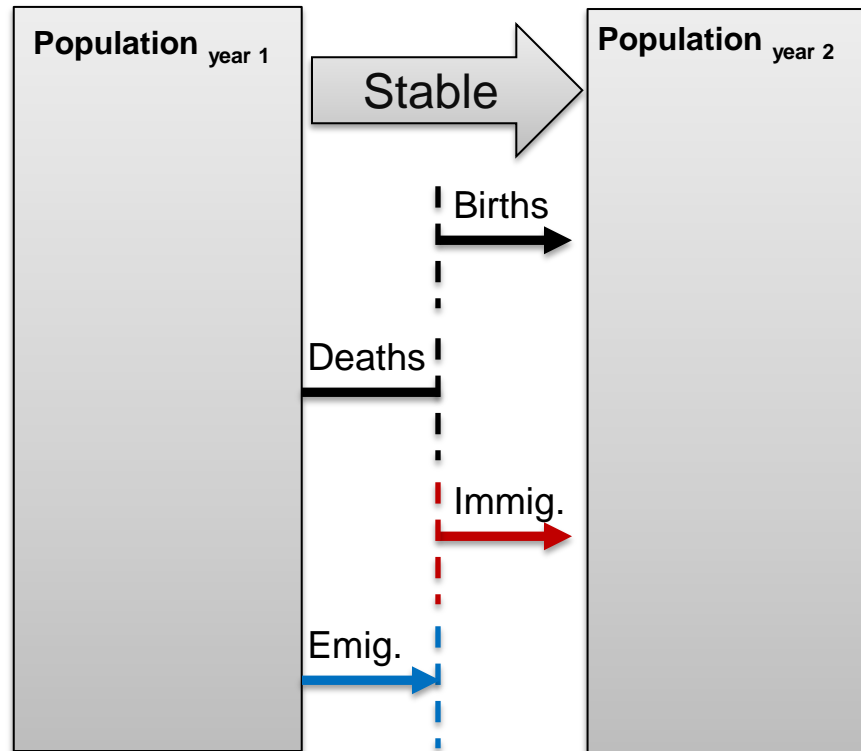 Population year 1
Population year 2
Stable
Births
Deaths
Immig.
Emig.